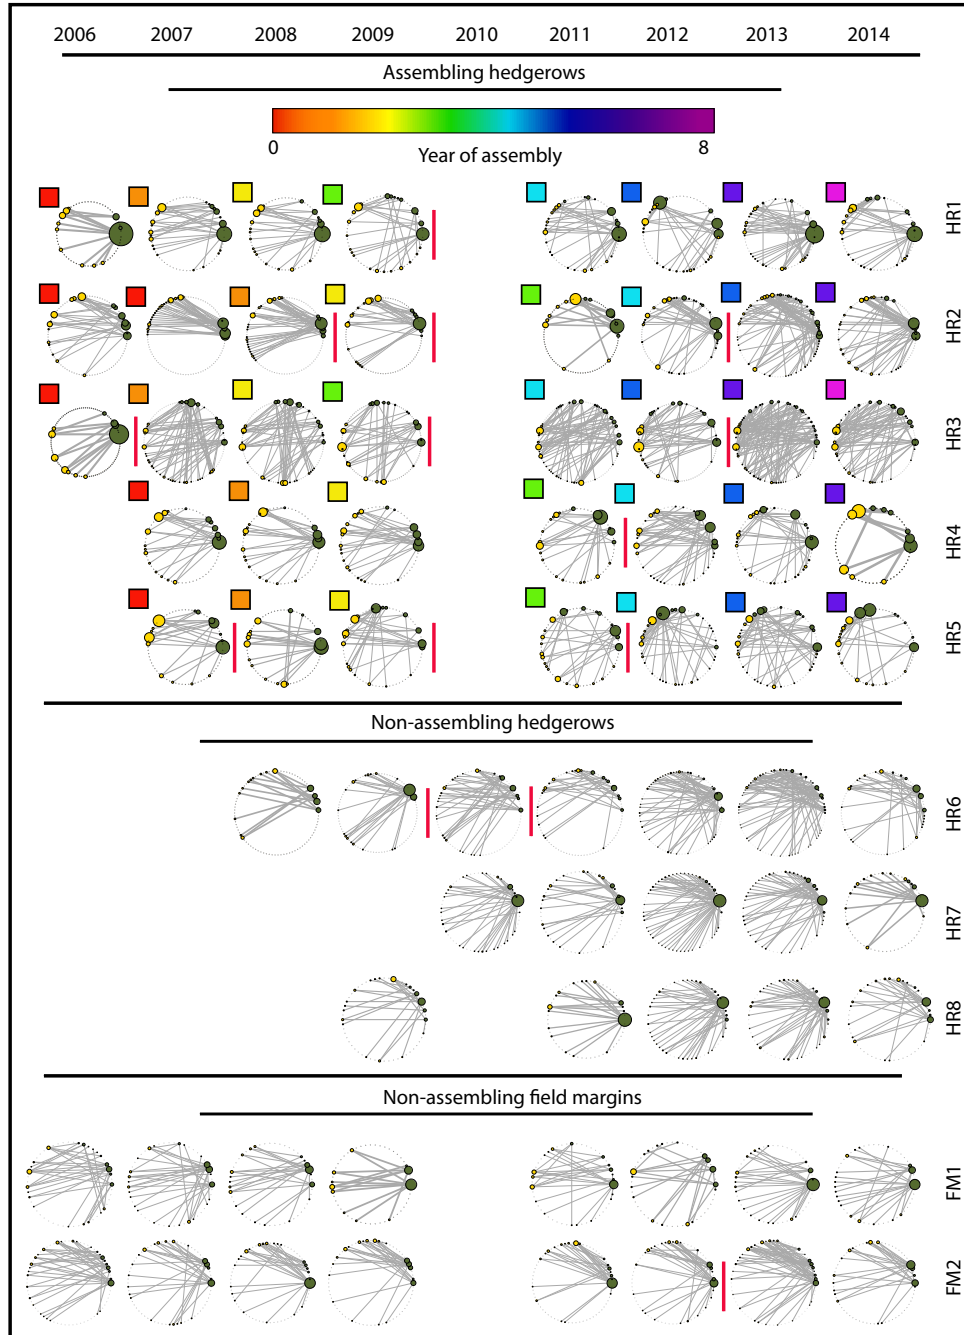 2006 2007 2008 2009 2010 2011 2012 2013 2014
Assembling hedgerows
0 8
Year of assembly
HR1
HR2
HR3
HR4
HR5
Non-assembling hedgerows
HR6
HR7
HR8
Non-assembling field margins
FM1
FM2